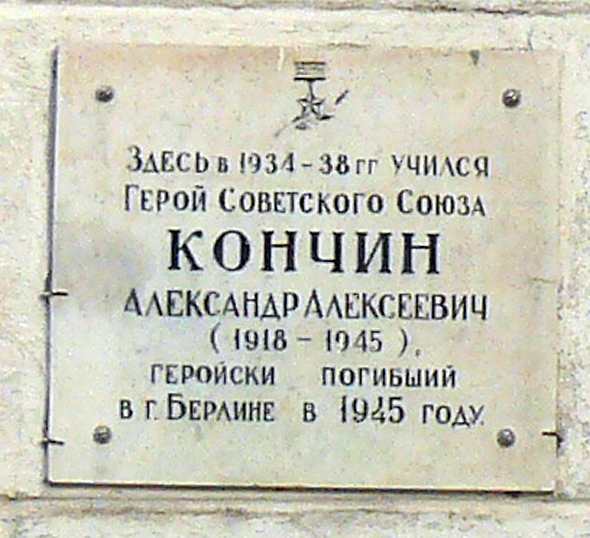 ЗДЕСЬ в 1934-38 гг УЧИЛСЯ
ГЕРОЙ СОВЕТСКОГО СОЮЗА
КОНЧИН
АЛЕКСАНДР АЛЕКСЕЕВИЧ
( 1918 - 1945 ),
ГЕРОЙСКИ ПОГИБШИЙ
В Г. БЕРЛИНЕ В 1945 ГОДУ.